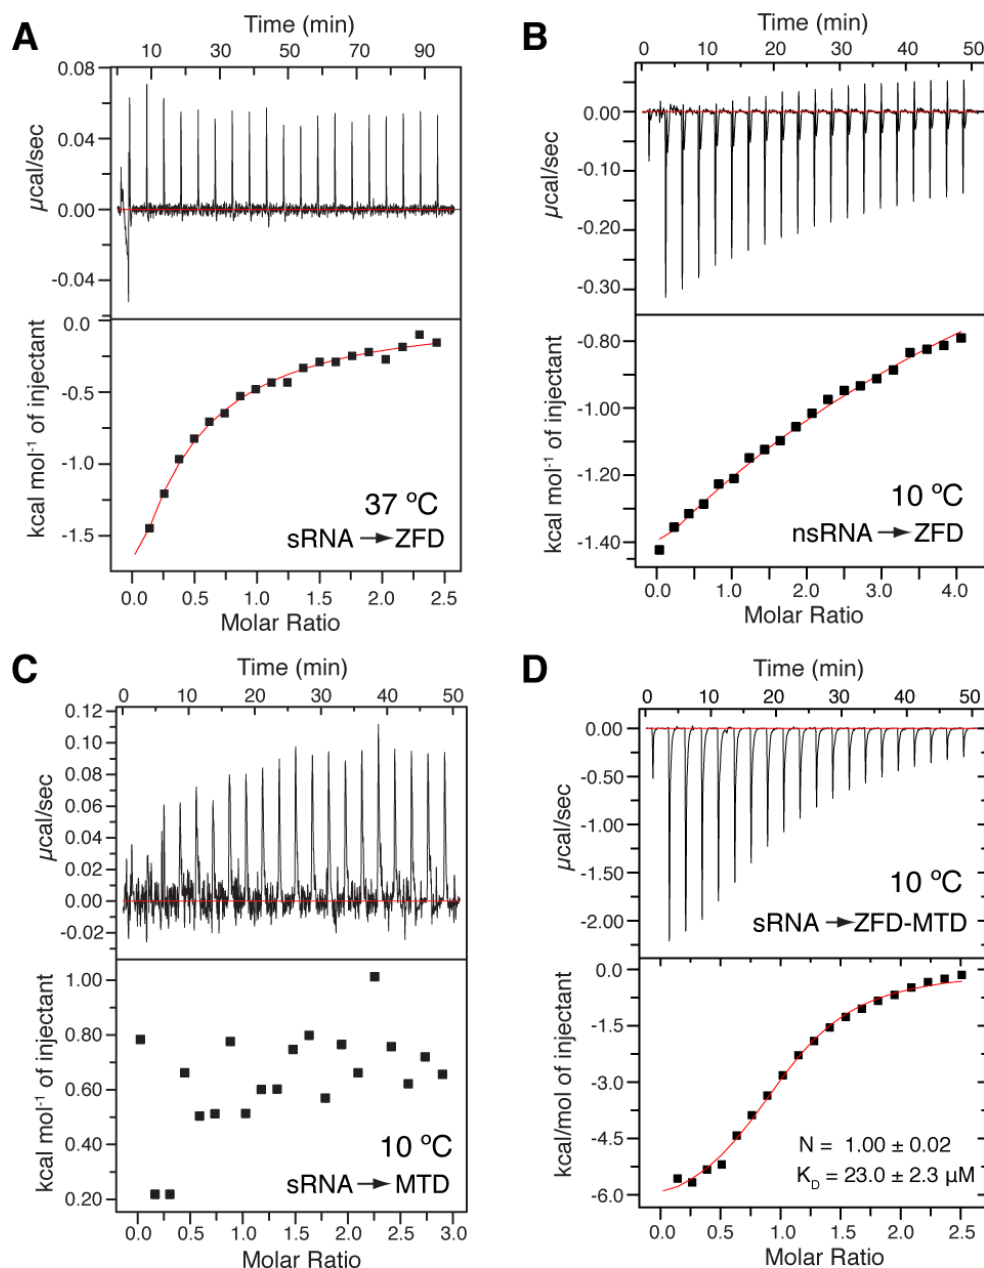 A
Time (min)
10 30 50 70 90
0.08
0.04
0.00
-0.04
µcal/sec
0.0
-0.5
-1.0
-1.5
kcal mol-1 of injectant
37 ºC
sRNA → ZFD
0.0 0.5 1.0 1.5 2.0 2.5
Molar Ratio
B
Time (min)
0 10 20 30 40 50
0.00
-0.10
-0.20
-0.30
µcal/sec
-0.80
-1.00
-1.20
-1.40
kcal mol-1 of injectant
10 ºC
nsRNA → ZFD
0.0 1.0 2.0 3.0 4.0
Molar Ratio
C
Time (min)
0 10 20 30 40 50
0.12
0.10
0.08
0.06
0.04
0.02
0.00
-0.02
µcal/sec
1.00
0.80
0.60
0.40
0.20
kcal mol-1 of injectant
10 ºC
sRNA → MTD
0.0 0.5 1.0 1.5 2.0 2.5 3.0
Molar Ratio
D
Time (min)
0 10 20 30 40 50
0.00
-0.50
-1.00
-1.50
-2.00
µcal/sec
10 ºC
sRNA → ZFD-MTD
0.0
-1.5
-3.0
-4.5
-6.0
kcal/mol of injectant
N = 1.00 ± 0.02
KD = 23.0 ± 2.3 µM
0.0 0.5 1.0 1.5 2.0 2.5
Molar Ratio